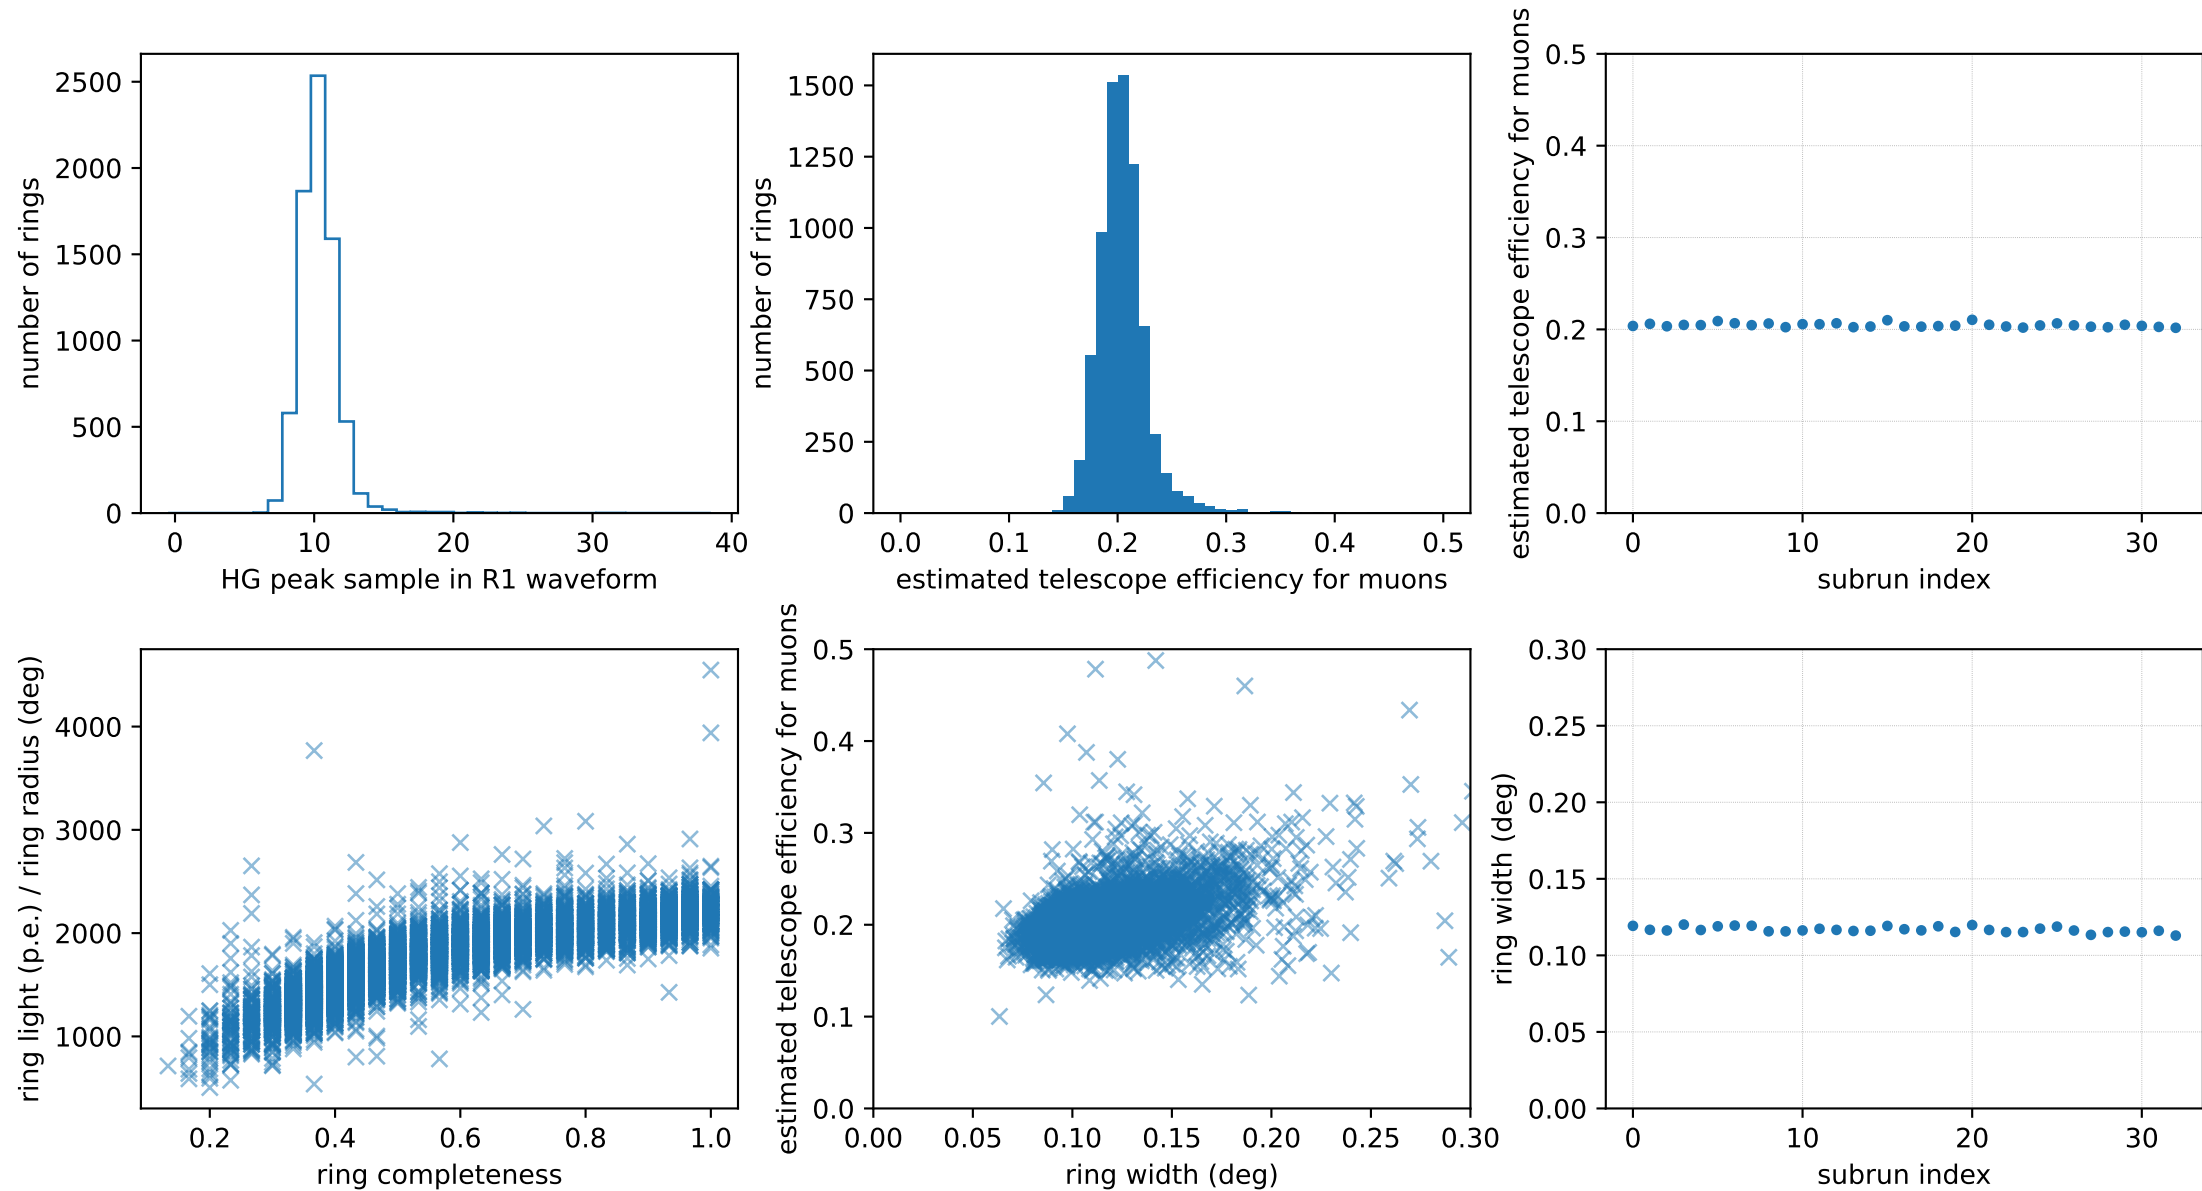 2500
2000
1500
1000
500
0
number of rings
0 10 20 30 40
HG peak sample in R1 waveform
1500
1250
1000
750
500
250
0
number of rings
0.0 0.1 0.2 0.3 0.4 0.5
estimated telescope efficiency for muons
0.5
0.4
0.3
0.2
0.1
0.0
estimated telescope efficiency for muons
0 10 20 30
subrun index
4000
3000
2000
1000
ring light (p.e.) / ring radius (deg)
0.2 0.4 0.6 0.8 1.0
ring completeness
0.5
0.4
0.3
0.2
0.1
0.0
estimated telescope efficiency for muons
0.00 0.05 0.10 0.15 0.20 0.25 0.30
ring width (deg)
0.30
0.25
0.20
0.15
0.10
0.05
0.00
ring width (deg)
0 10 20 30
subrun index